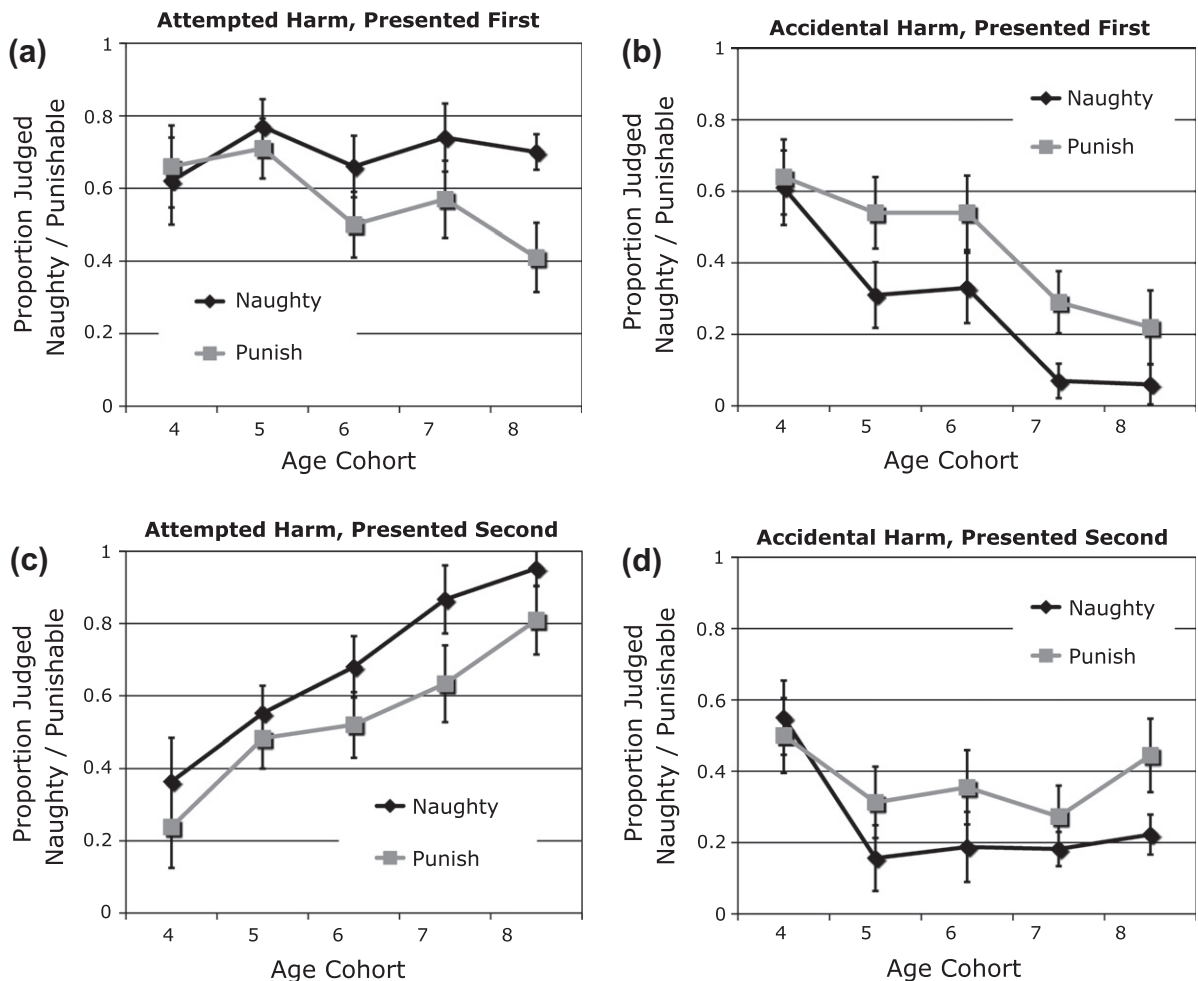 (a)
Attempted Harm, Presented First
Proportion Judged
Naughty / Punishable
1
0.8
0.6
0.4
0.2
0
Naughty
Punish
4 5 6 7 8
Age Cohort
(b)
Accidental Harm, Presented First
Proportion Judged
Naughty / Punishable
1
0.8
0.6
0.4
0.2
0
Naughty
Punish
4 5 6 7 8
Age Cohort
(c)
Attempted Harm, Presented Second
Proportion Judged
Naughty / Punishable
1
0.8
0.6
0.4
0.2
0
Naughty
Punish
4 5 6 7 8
Age Cohort
(d)
Accidental Harm, Presented Second
Proportion Judged
Naughty / Punishable
1
0.8
0.6
0.4
0.2
0
Naughty
Punish
4 5 6 7 8
Age Cohort